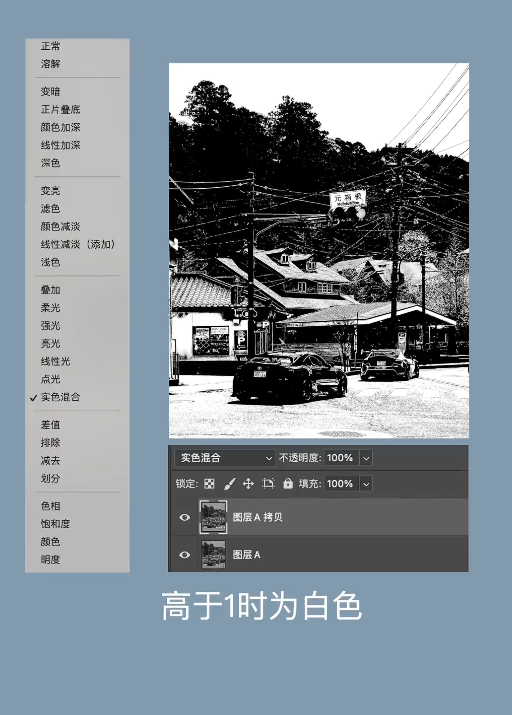 正常
溶解
变暗
正片叠底
颜色加深
线性加深
深色
变亮
滤色
颜色减淡
线性减淡（添加）
浅色
叠加
柔光
强光
亮光
线性光
点光
实色混合
差值
排除
减去
划分
色相
饱和度
颜色
明度
元箱根
P
实色混合 不透明度: 100%
锁定: 填充: 100%
图层 A 拷贝
图层 A
高于1时为白色